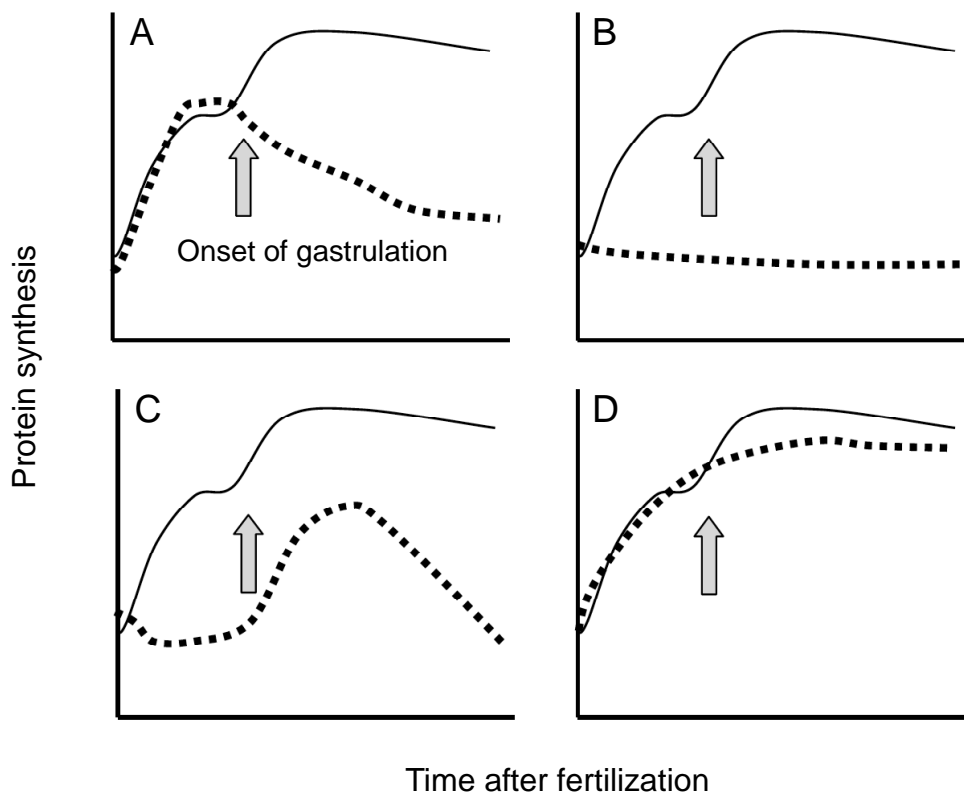 A
B
Onset of gastrulation
Protein synthesis
C
D
Time after fertilization